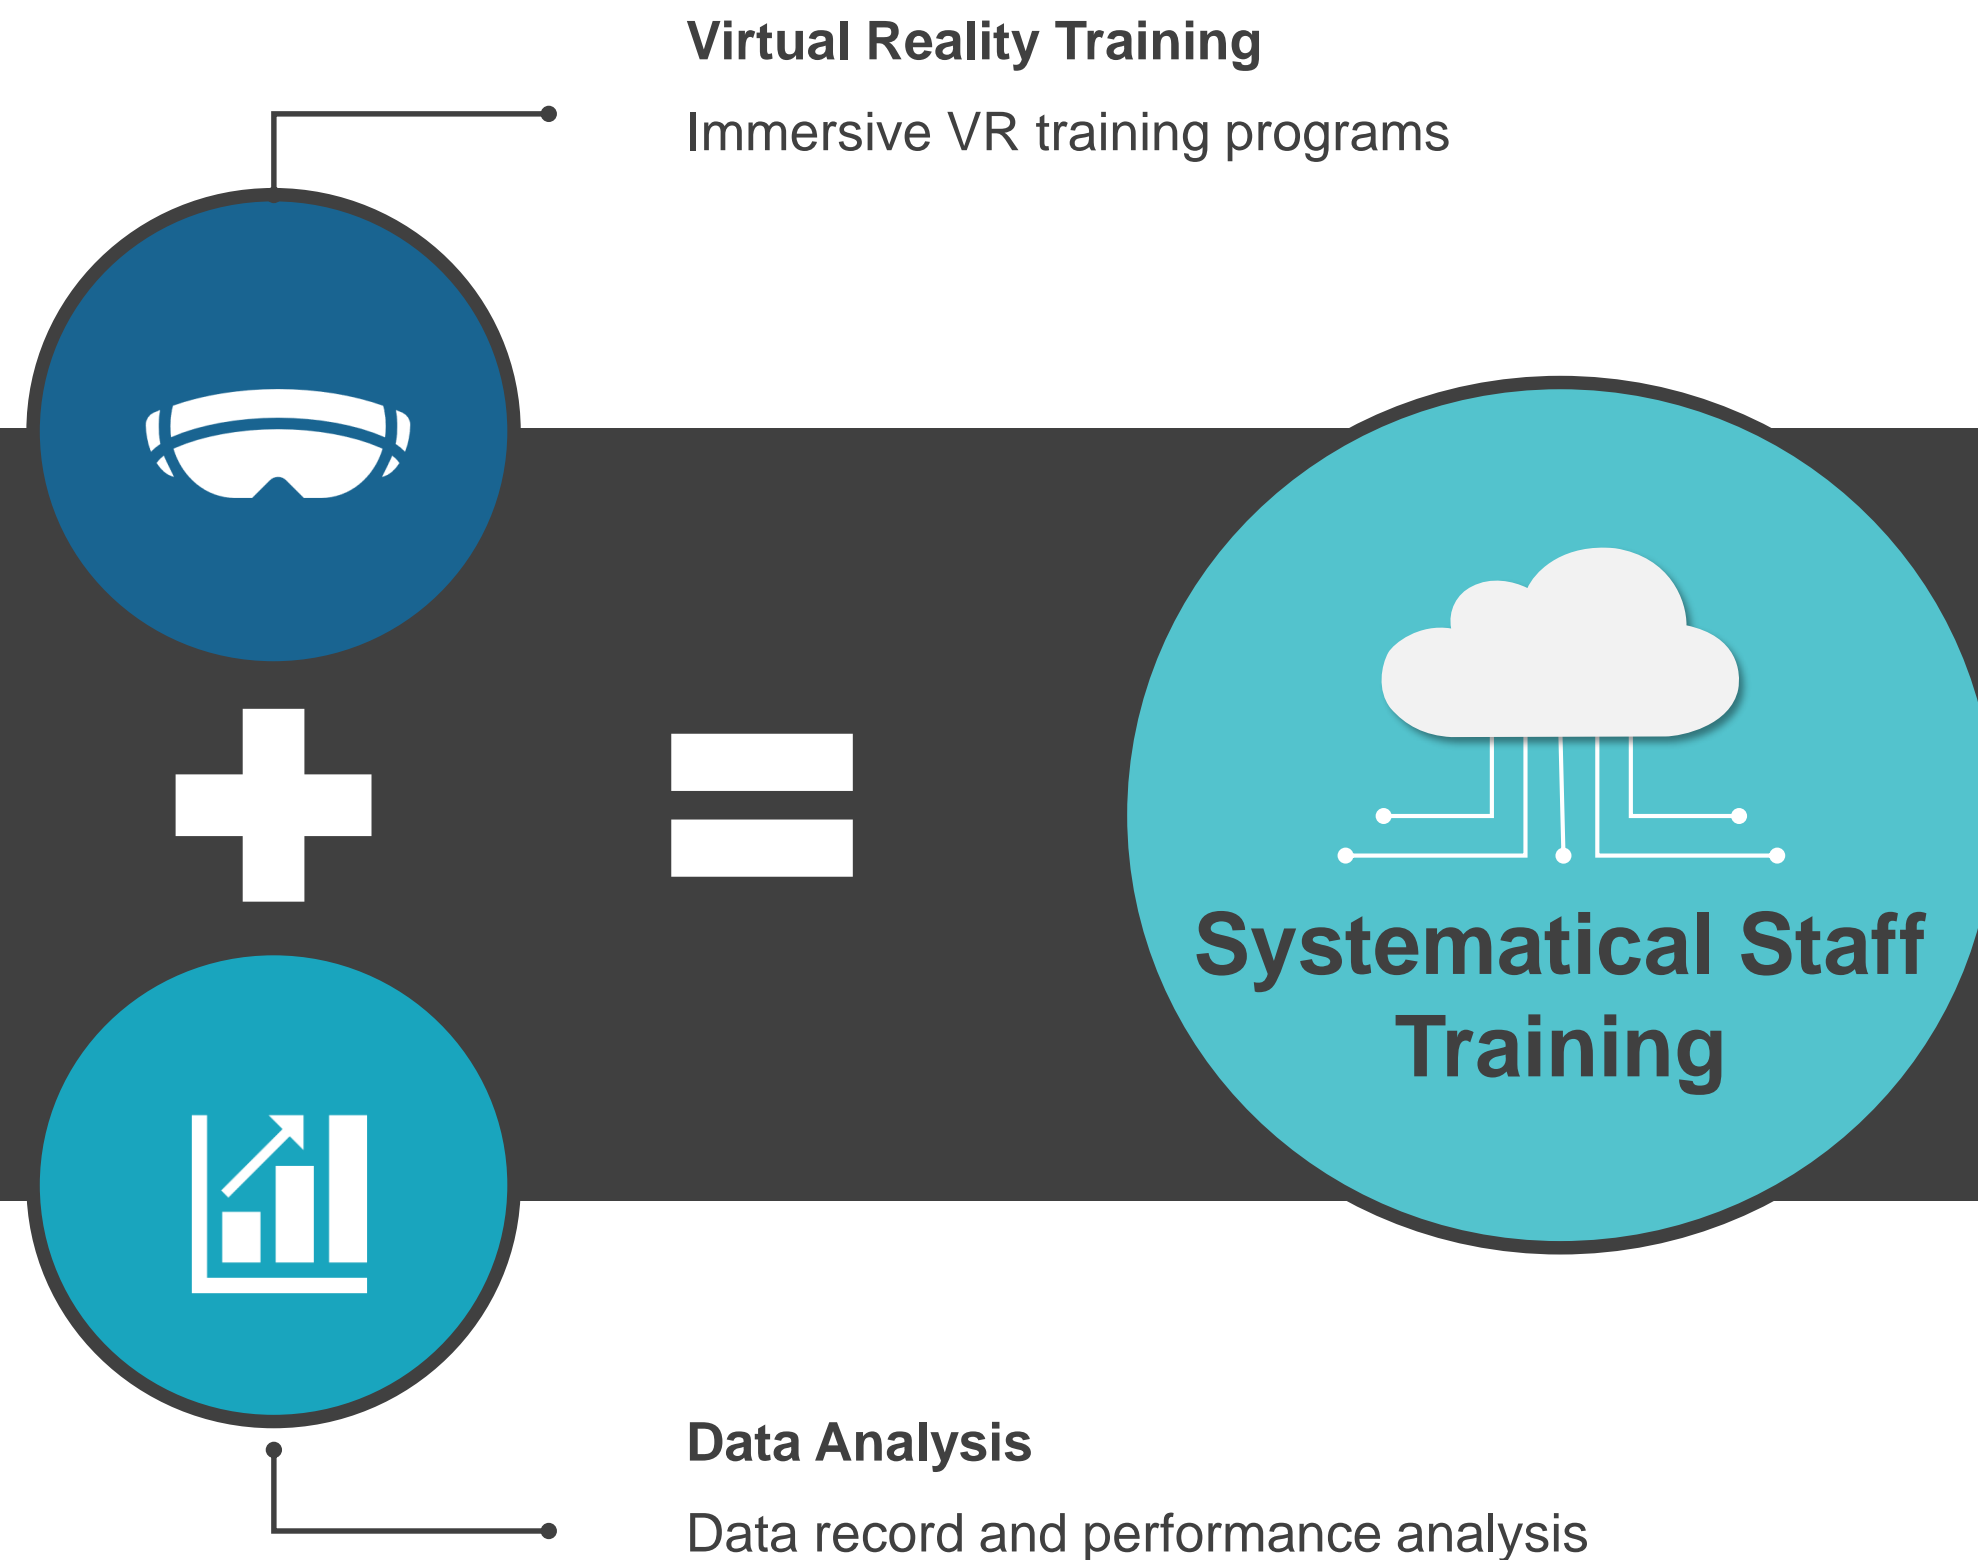 Virtual Reality Training
Immersive VR training programs
Systematical Staff
Training
Data Analysis
Data record and performance analysis